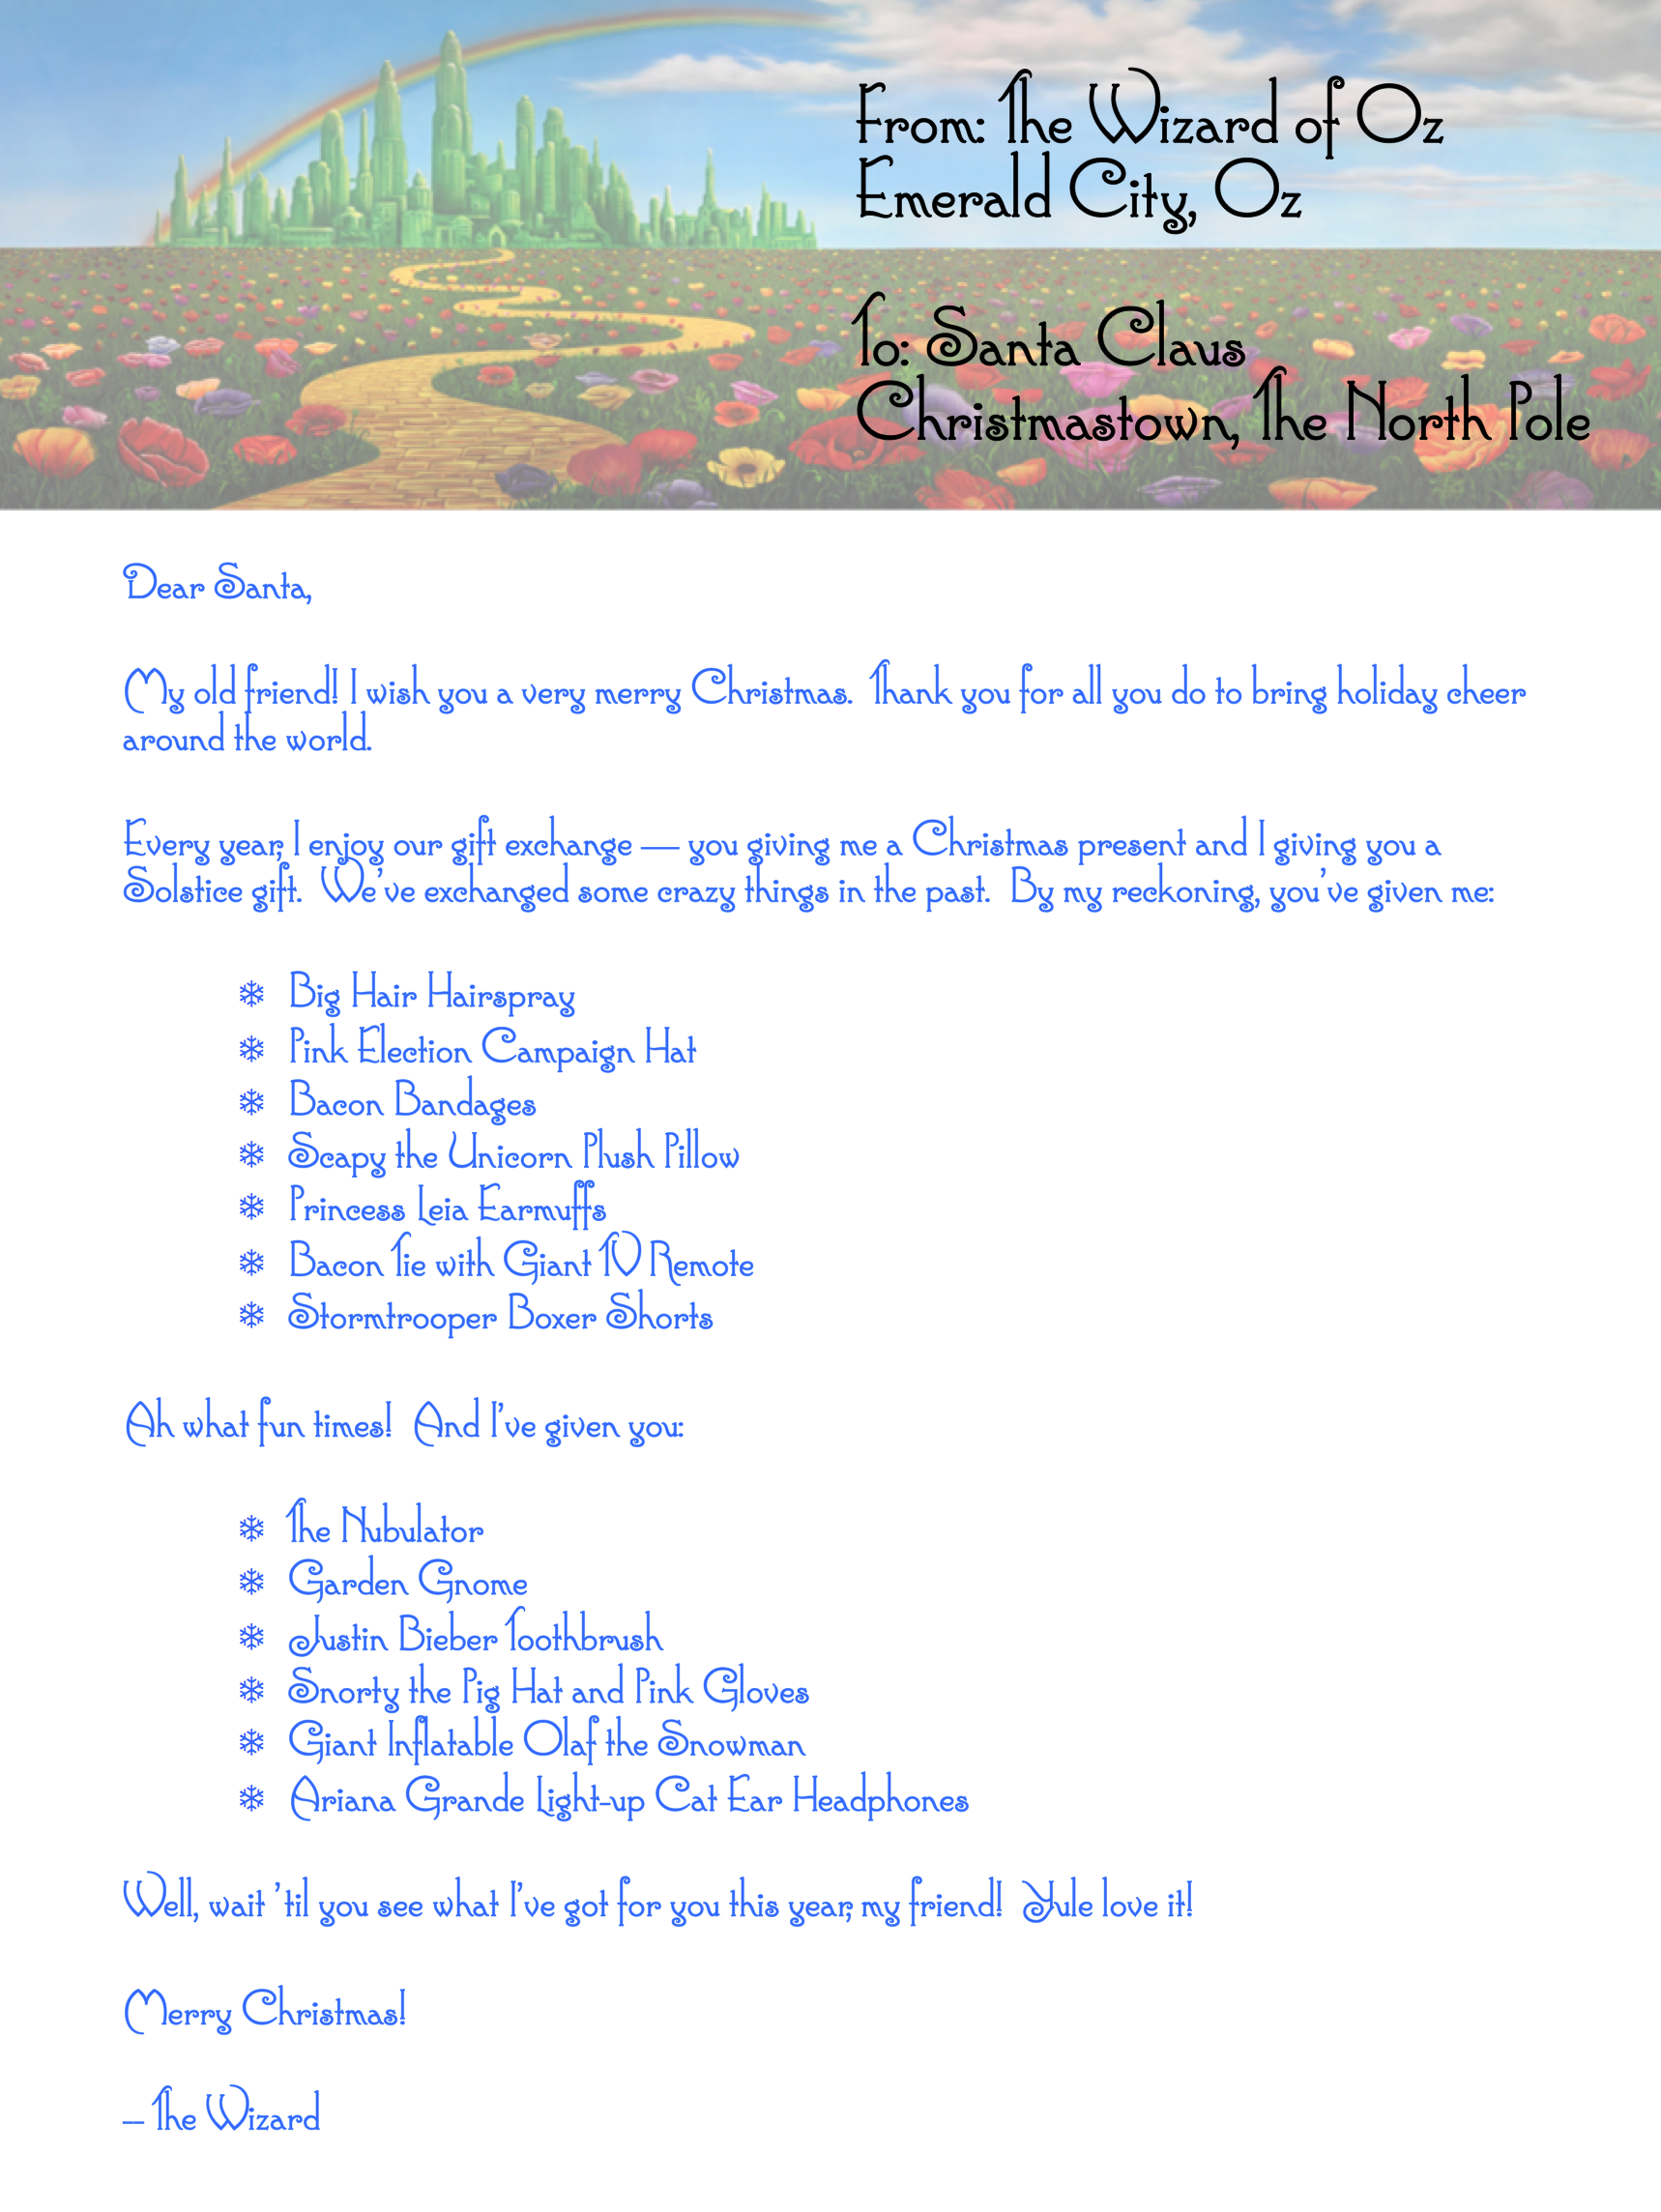 From: The Wizard of Oz
Emerald City, Oz
To: Santa Claus
Christmastown, The North Pole
Dear Santa,
My old friend! I wish you a very merry Christmas. Thank you for all you do to bring holiday cheer
around the world.
Every year, I enjoy our gift exchange — you giving me a Christmas present and I giving you a
Solstice gift. We've exchanged some crazy things in the past. By my reckoning, you've given me:
❄ Big Hair Hairspray
❄ Pink Election Campaign Hat
❄ Bacon Bandages
❄ Scapy the Unicorn Plush Pillow
❄ Princess Leia Earmuffs
❄ Bacon Tie with Giant TV Remote
❄ Stormtrooper Boxer Shorts
Ah what fun times! And I've given you:
❄ The Nubulator
❄ Garden Gnome
❄ Justin Bieber Toothbrush
❄ Snorty the Pig Hat and Pink Gloves
❄ Giant Inflatable Olaf the Snowman
❄ Ariana Grande Light-up Cat Ear Headphones
Well, wait 'til you see what I've got for you this year, my friend! Yule love it!
Merry Christmas!
-- The Wizard